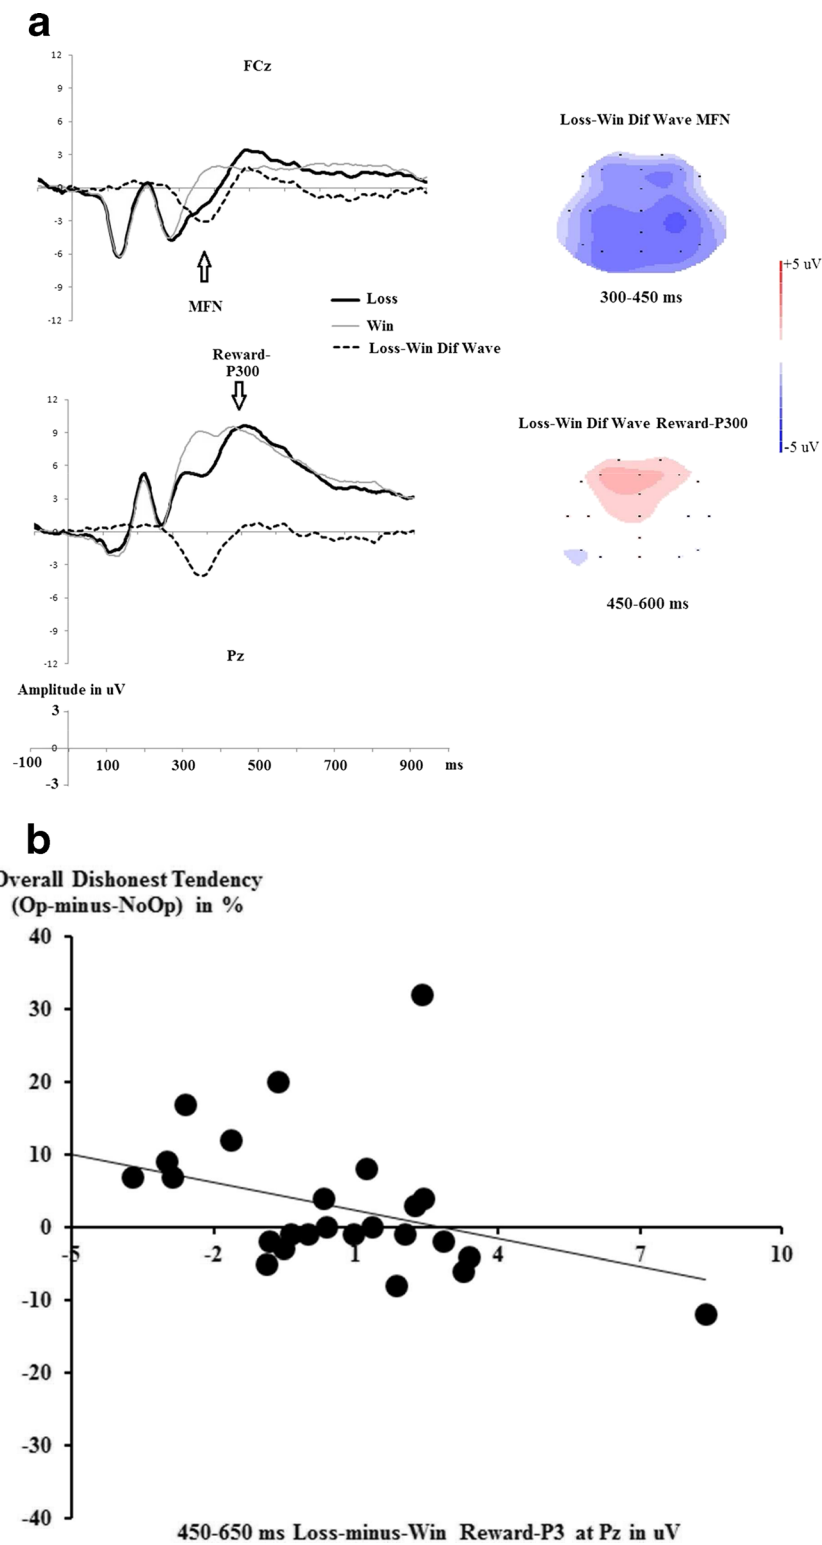 a
12
FCz
9
6
3
0
-3
-6
-9
-12
MFN
Loss-Win Dif Wave MFN
300-450 ms
+5 uV
-5 uV
Loss
Win
Loss-Win Dif Wave
Reward-
P300
12
9
6
3
0
-3
-6
-9
-12
Pz
Loss-Win Dif Wave Reward-P300
450-600 ms
Amplitude in uV
3
0
-100 100 300 500 700 900 ms
-3
b
Overall Dishonest Tendency
(Op-minus-NoOp) in %
40
30
20
10
0
-5 -2 1 4 7 10
-10
-20
-30
-40
450-650 ms Loss-minus-Win Reward-P3 at Pz in uV